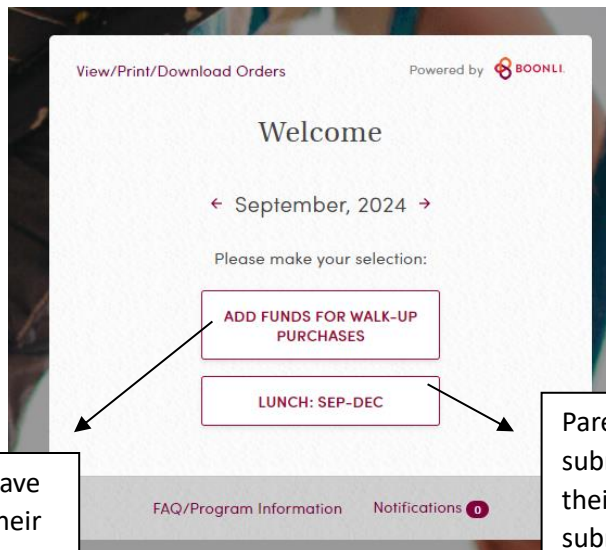 View/Print/Download Orders Powered by BOONLI.
Welcome
← September, 2024 →
Please make your selection:
ADD FUNDS FOR WALK-UP
PURCHASES
LUNCH: SEP-DEC
FAQ/Program Information Notifications 0